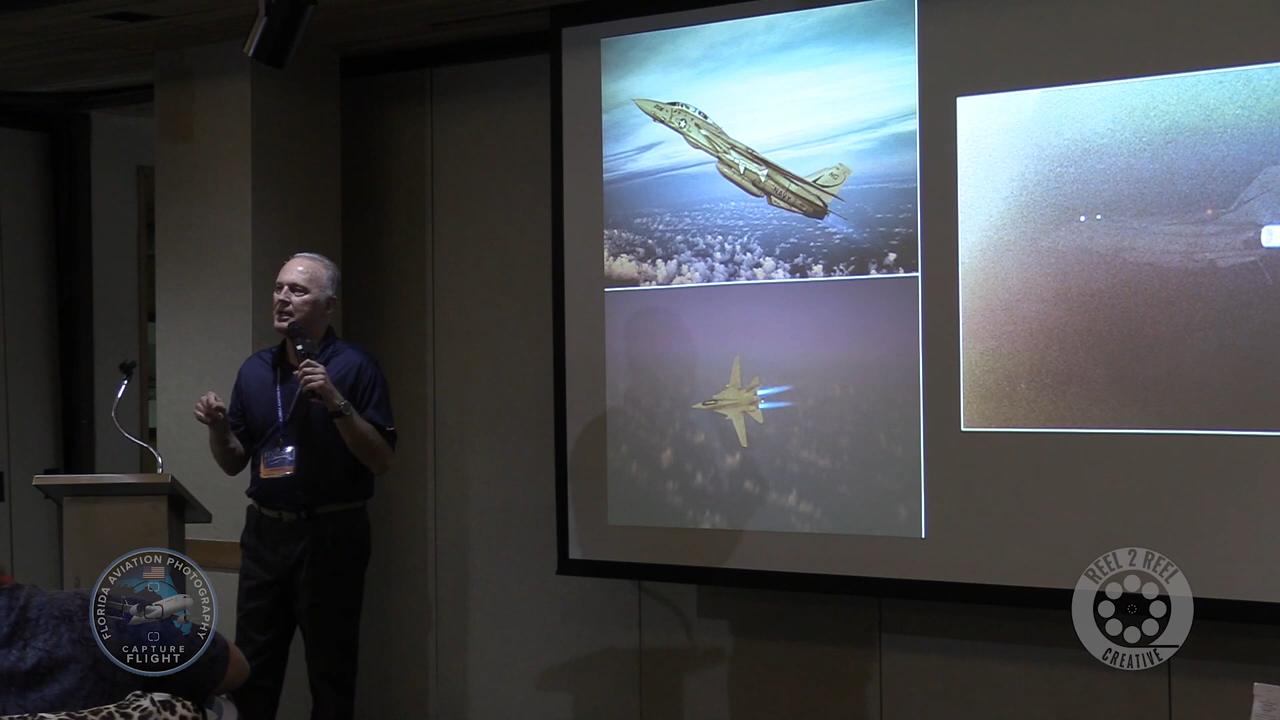 NAVY
FLORIDA AVIATION PHOTOGRAPHY
CAPTURE
FLIGHT
REEL 2 REEL
CREATIVE